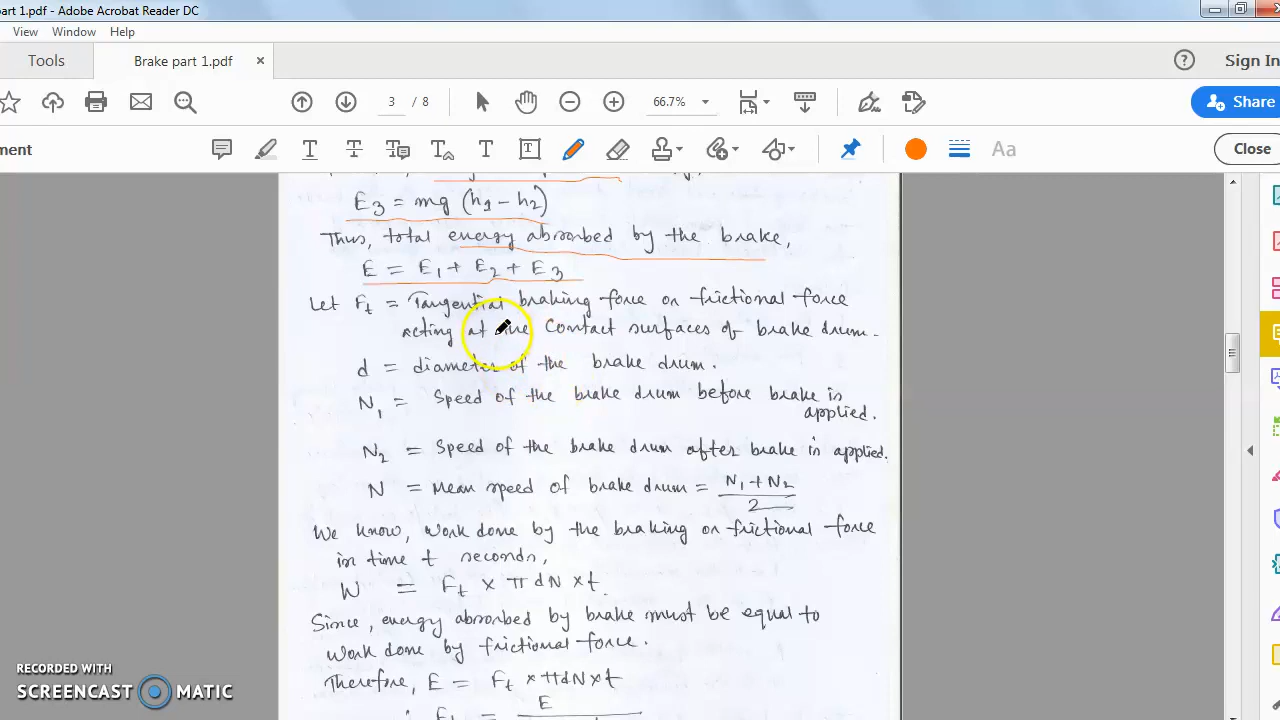 part 1.pdf - Adobe Acrobat Reader DC
View Window Help
Tools Brake part 1.pdf × ? Sign In
3 / 8 66.7% Share
ment Aa Close
E3 = mg (h1 - h2)
Thus, total energy absorbed by the brake,
E = E1 + E2 + E3
Let Ft = Tangential braking force or frictional force
acting at the contact surfaces of brake drum.
d = diameter of the brake drum.
N1 = Speed of the brake drum before brake is
applied.
N2 = Speed of the brake drum after brake is applied.
N = Mean speed of brake drum = N1 + N2 / 2
We know, work done by the braking or frictional force
in time t seconds,
W = Ft × π dN × t.
Since, energy absorbed by brake must be equal to
work done by frictional force.
Therefore, E = Ft × πdN × t
∴ Ft = E
RECORDED WITH
SCREENCAST MATIC